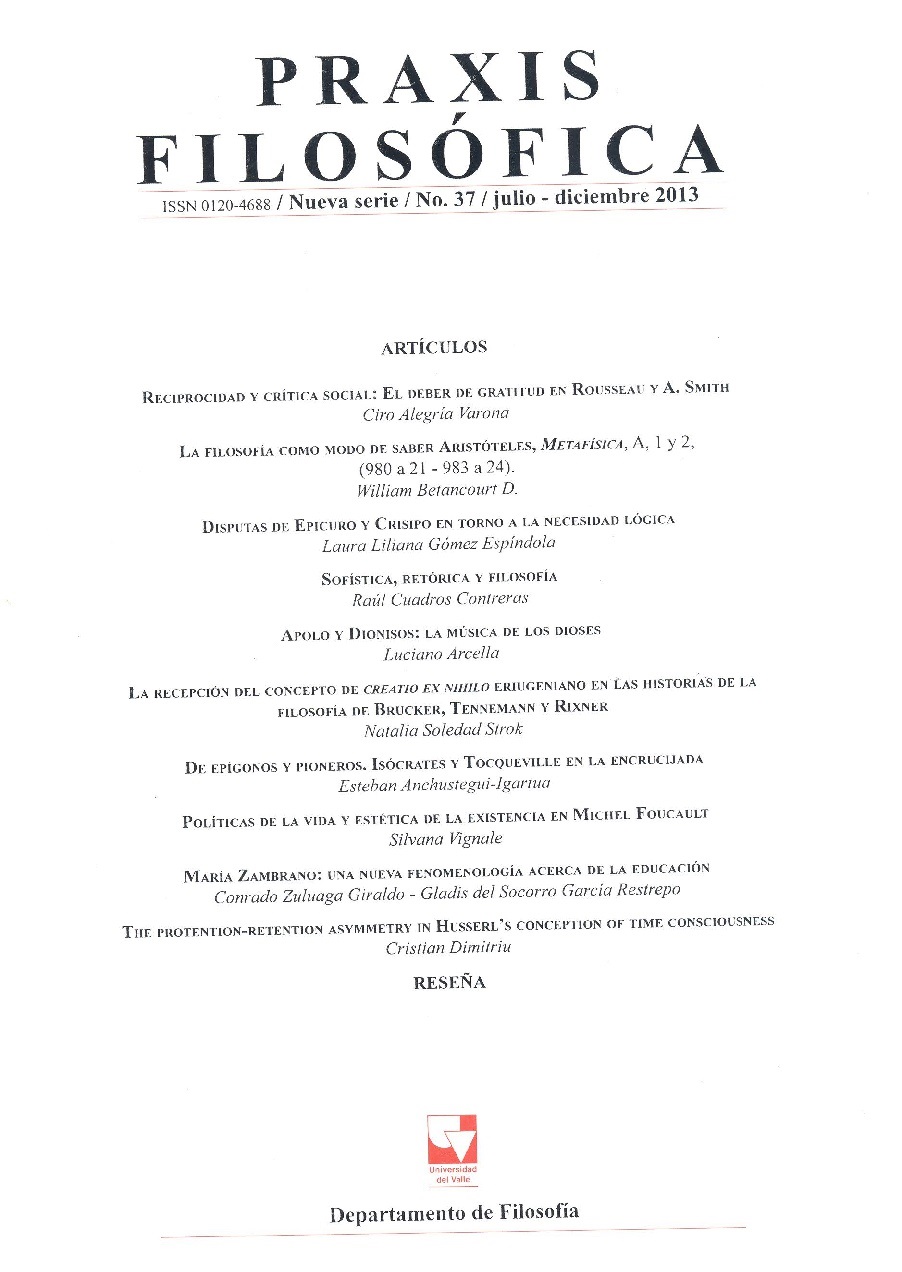 PRAXIS
FILOSÓFICA
ISSN 0120-4688 / Nueva serie / No. 37 / julio - diciembre 2013
ARTÍCULOS
Reciprocidad y crítica social: El deber de gratitud en Rousseau y A. Smith
Ciro Alegría Varona
La filosofía como modo de saber Aristóteles, Metafísica, A, 1 y 2,
(980 a 21 - 983 a 24).
William Betancourt D.
Disputas de Epicuro y Crisipo en torno a la necesidad lógica
Laura Liliana Gómez Espíndola
Sofística, retórica y filosofía
Raúl Cuadros Contreras
Apolo y Dionisos: la música de los dioses
Luciano Arcella
La recepción del concepto de creatio ex nihilo eriugeniano en las historias de la
filosofía de Brucker, Tennemann y Rixner
Natalia Soledad Strok
De epígonos y pioneros. Isócrates y Tocqueville en la encrucijada
Esteban Anchustegui-Igartua
Políticas de la vida y estética de la existencia en Michel Foucault
Silvana Vignale
María Zambrano: una nueva fenomenología acerca de la educación
Conrado Zuluaga Giraldo - Gladis del Socorro García Restrepo
The protention-retention asymmetry in Husserl's conception of time consciousness
Cristian Dimitriu
RESEÑA
Universidad
del Valle
Departamento de Filosofía